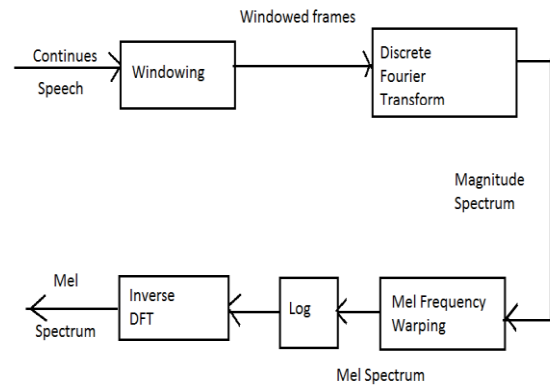 Windowed frames
Continues
Speech
Windowing
Discrete
Fourier
Transform
Magnitude
Spectrum
Mel
Spectrum
Inverse
DFT
Log
Mel Frequency
Warping
Mel Spectrum